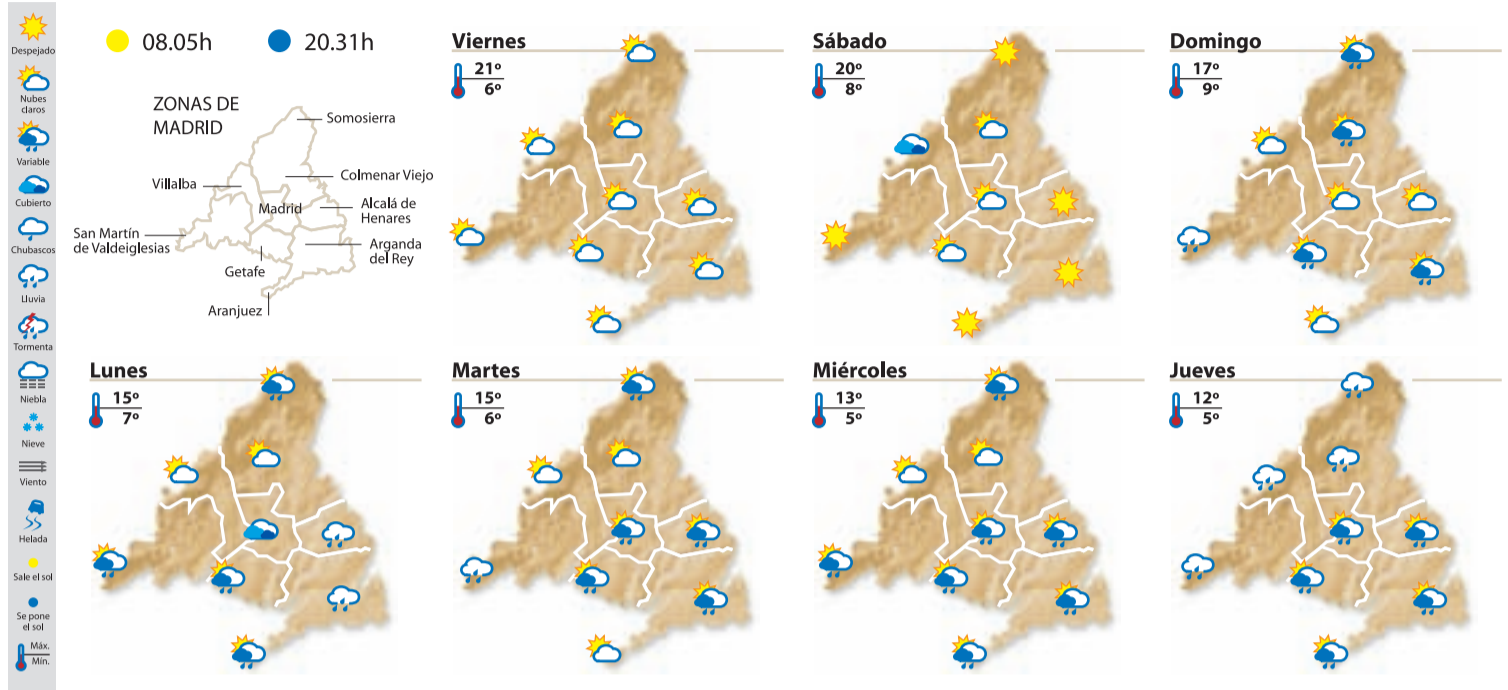 Despejado
Nubes
claros
Variable
Cubierto
Chubascos
Lluvia
Tormenta
Niebla
Nieve
Viento
Helada
Sale el sol
Se pone
el sol
Máx.
Mín.
08.05h
20.31h
ZONAS DE
MADRID
Somosierra
Colmenar Viejo
Villalba
Madrid
Alcalá de
Henares
San Martín
de Valdeiglesias
Arganda
del Rey
Getafe
Aranjuez
Viernes
21º
6º
Sábado
20º
8º
Domingo
17º
9º
Lunes
15º
7º
Martes
15º
6º
Miércoles
13º
5º
Jueves
12º
5º